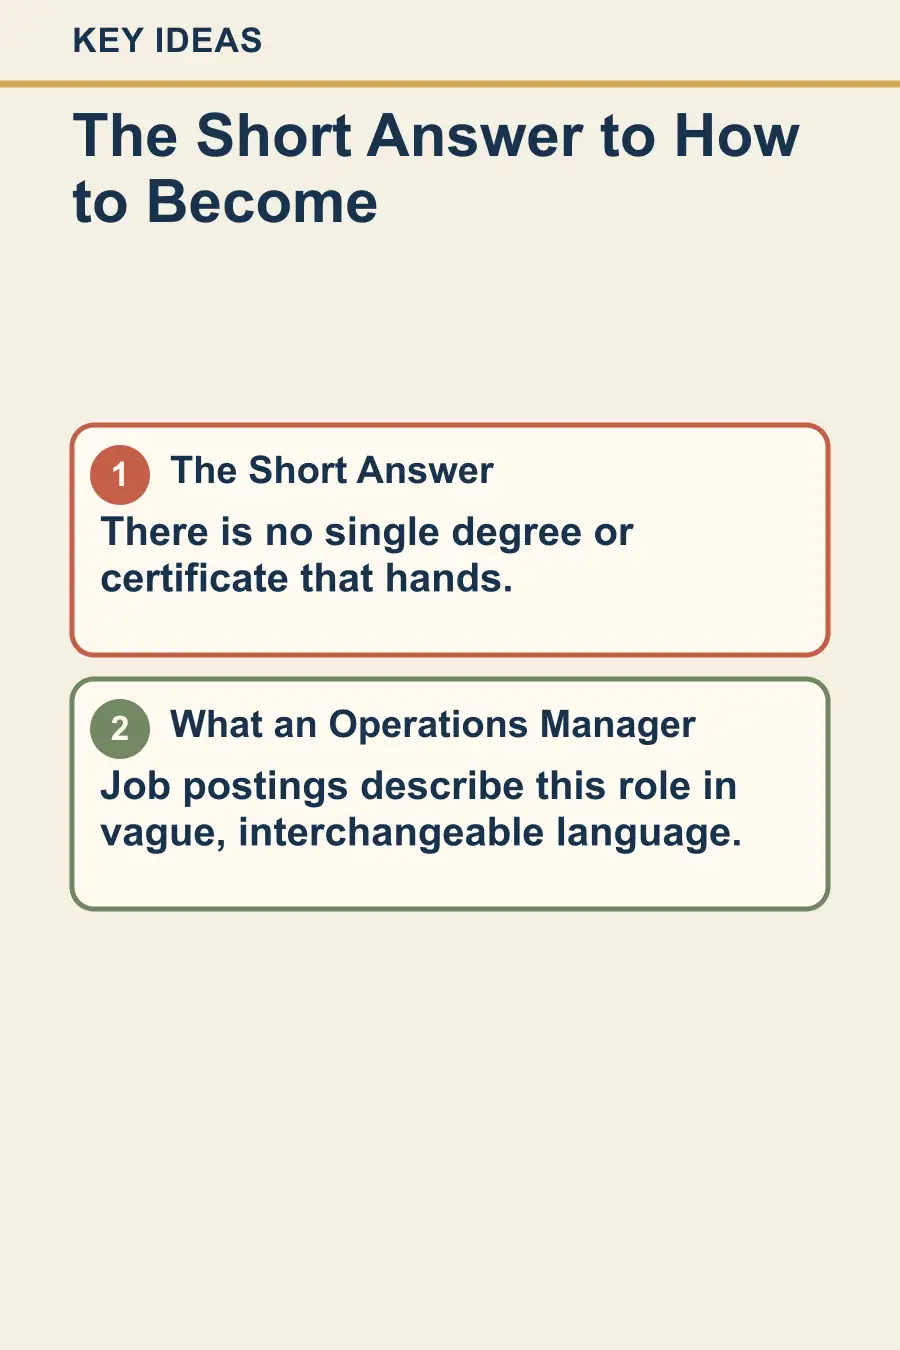 KEY IDEAS
The Short Answer to How
to Become
1 The Short Answer
There is no single degree or
certificate that hands.
2 What an Operations Manager
Job postings describe this role in
vague, interchangeable language.